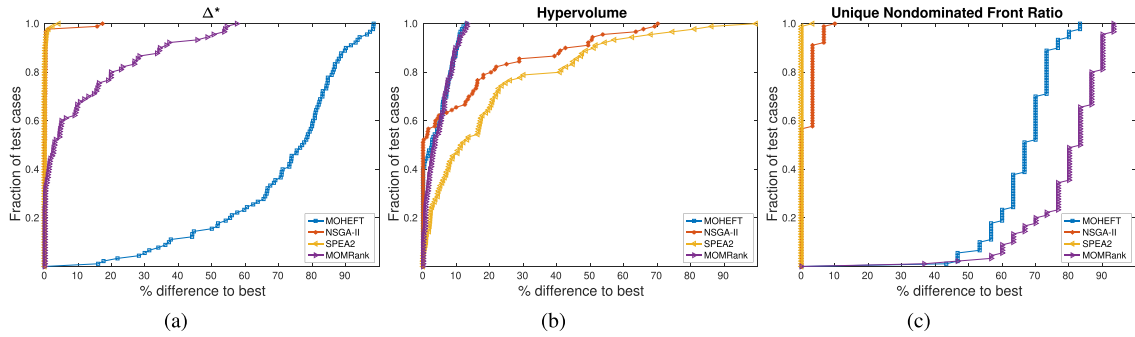 Δ*
Fraction of test cases
1.0
0.8
0.6
0.4
0.2
0 10 20 30 40 50 60 70 80 90
% difference to best
MOHEFT
NSGA-II
SPEA2
MOMRank
(a)
Hypervolume
Fraction of test cases
1.0
0.8
0.6
0.4
0.2
0 10 20 30 40 50 60 70 80 90
% difference to best
MOHEFT
NSGA-II
SPEA2
MOMRank
(b)
Unique Nondominated Front Ratio
Fraction of test cases
1.0
0.8
0.6
0.4
0.2
0 10 20 30 40 50 60 70 80 90
% difference to best
MOHEFT
NSGA-II
SPEA2
MOMRank
(c)